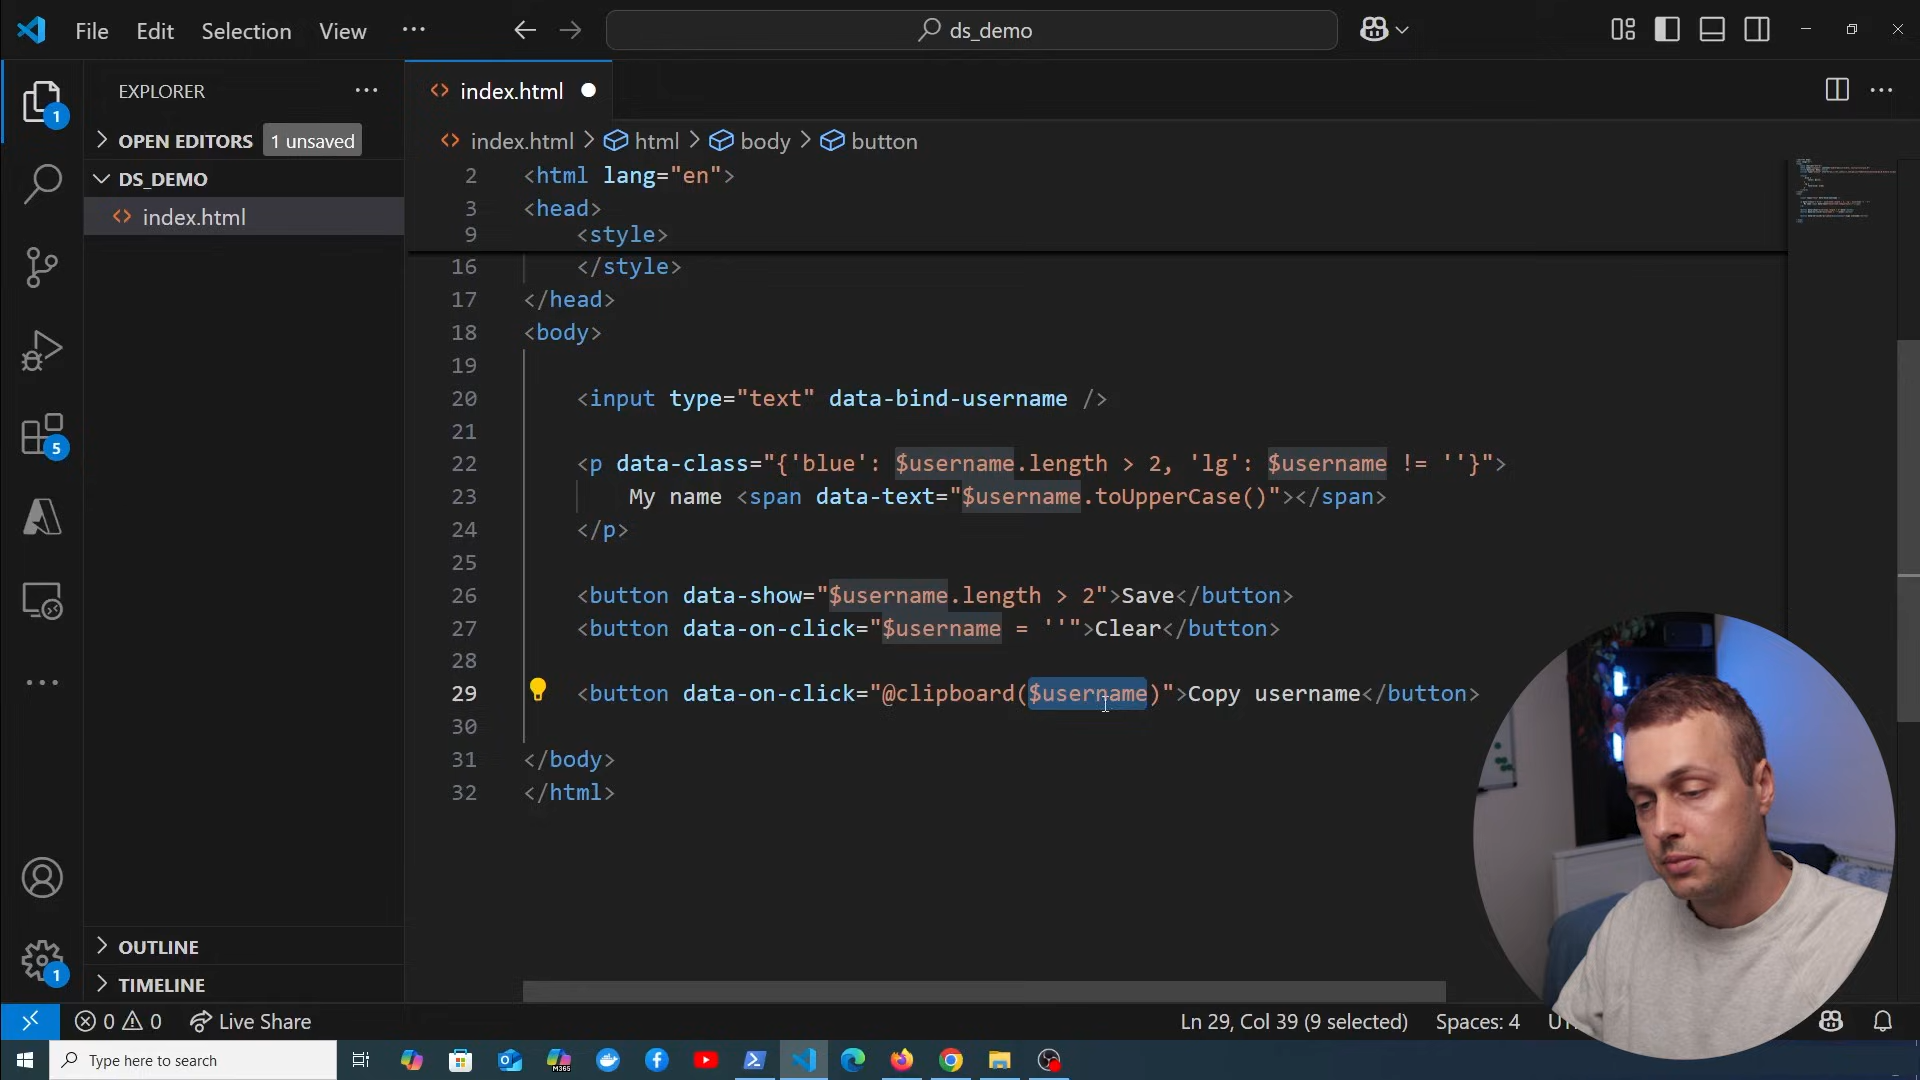 File Edit Selection View ··· ds_demo
EXPLORER ···
index.html
1
OPEN EDITORS 1 unsaved
index.html > html > body > button
DS_DEMO
index.html
2 <html lang="en">
3 <head>
9 <style>
16 </style>
17 </head>
18 <body>
19
20 <input type="text" data-bind-username />
21
22 <p data-class="{'blue': $username.length > 2, 'lg': $username != ''}">
23 My name <span data-text="$username.toUpperCase()"></span>
24 </p>
25
26 <button data-show="$username.length > 2">Save</button>
27 <button data-on-click="$username = ''">Clear</button>
28
29 <button data-on-click="@clipboard($username)">Copy username</button>
30
31 </body>
32 </html>
5
OUTLINE
1
TIMELINE
0 0 Live Share Ln 29, Col 39 (9 selected) Spaces: 4
Type here to search
M365